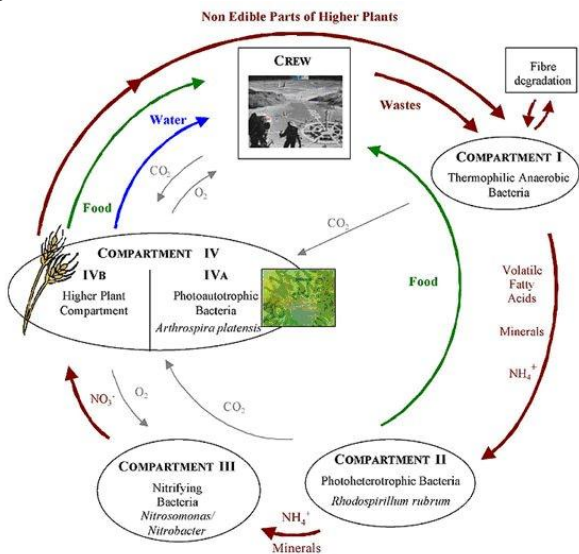 Non Edible Parts of Higher Plants
CREW
Fibre
degradation
Wastes
Water
CO2
O2
Food
COMPARTMENT I
Thermophilic Anaerobic
Bacteria
CO2
COMPARTMENT IV
IVB
Higher Plant
Compartment
IVA
Photoautotrophic
Bacteria
Arthrospira platensis
Food
Volatile
Fatty
Acids
Minerals
NH4+
NO3-
O2
CO2
COMPARTMENT III
Nitrifying
Bacteria
Nitrosomonas/
Nitrobacter
COMPARTMENT II
Photoheterotrophic Bacteria
Rhodospirillum rubrum
NH4+
Minerals